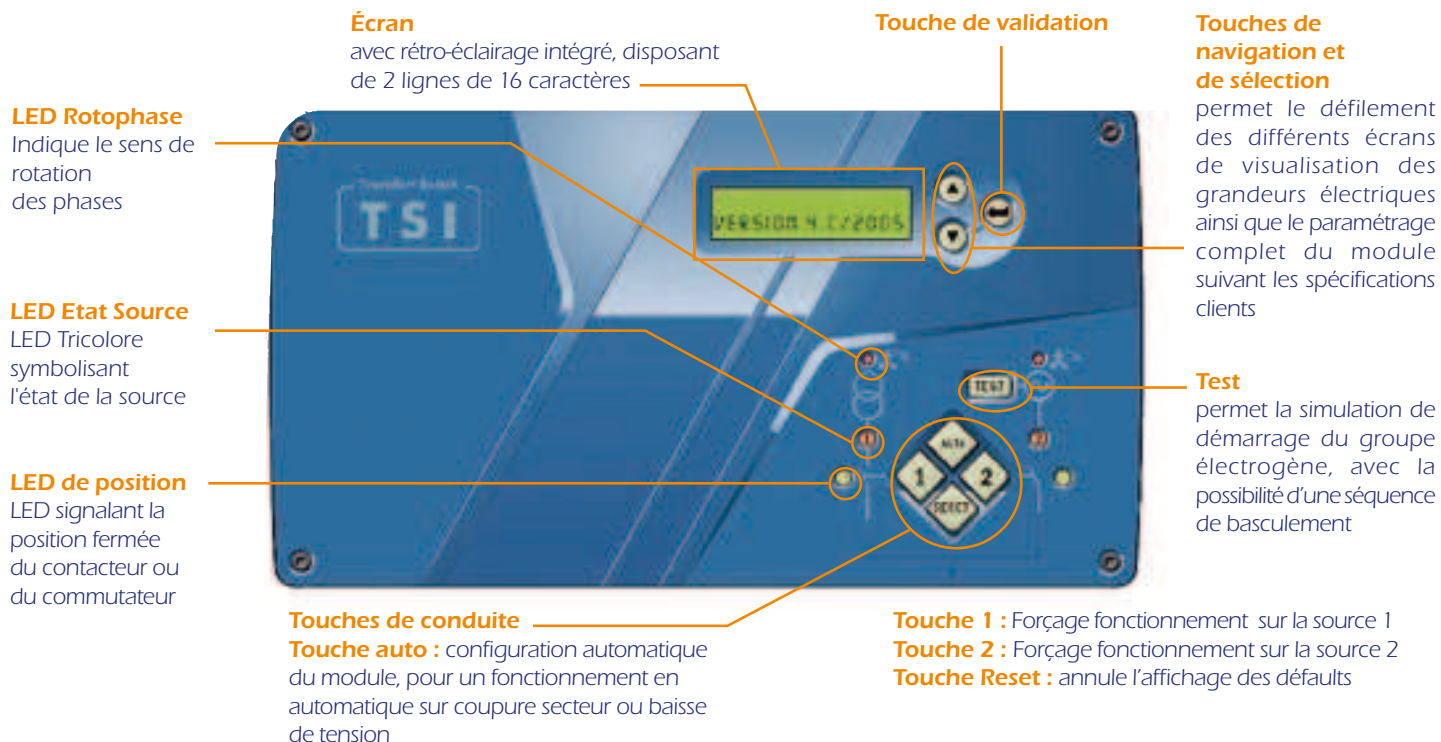 Écran
avec rétro-éclairage intégré, disposant
de 2 lignes de 16 caractères
Touche de validation
Touches de
navigation et
de sélection
permet le défilement
des différents écrans
de visualisation des
grandeurs électriques
ainsi que le paramétrage
complet du module
suivant les spécifications
clients
LED Rotophase
Indique le sens de
rotation
des phases
LED Etat Source
LED Tricolore
symbolisant
l'état de la source
LED de position
LED signalant la
position fermée
du contacteur ou
du commutateur
TSI
VERSION 4.C/2005
TEST
AUTO
1
2
Test
permet la simulation de
démarrage du groupe
électrogène, avec la
possibilité d'une séquence
de basculement
Touches de conduite
Touche auto : configuration automatique
du module, pour un fonctionnement en
automatique sur coupure secteur ou baisse
de tension
Touche 1 : Forçage fonctionnement sur la source 1
Touche 2 : Forçage fonctionnement sur la source 2
Touche Reset : annule l'affichage des défauts